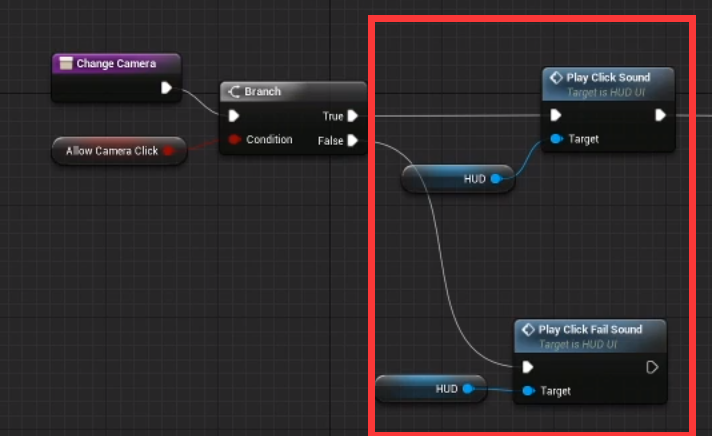 Change Camera
Branch
True
Condition
False
Allow Camera Click
Play Click Sound
Target is HUD UI
Target
HUD
Play Click Fail Sound
Target is HUD UI
Target
HUD